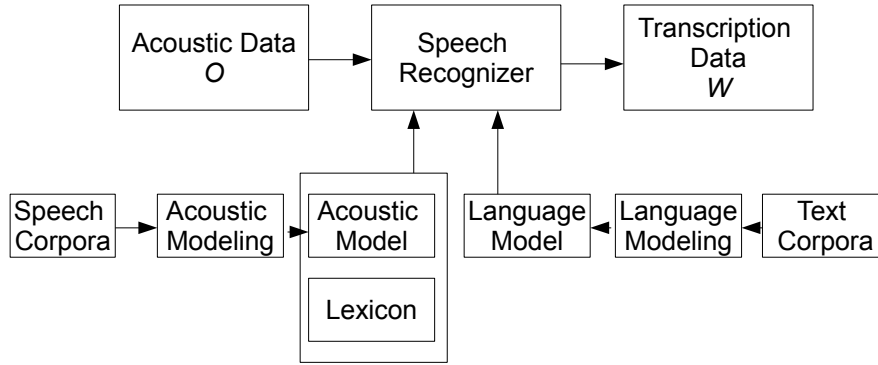 Acoustic Data
O
Speech
Recognizer
Transcription
Data
W
Speech
Corpora
Acoustic
Modeling
Acoustic
Model
Lexicon
Language
Model
Language
Modeling
Text
Corpora